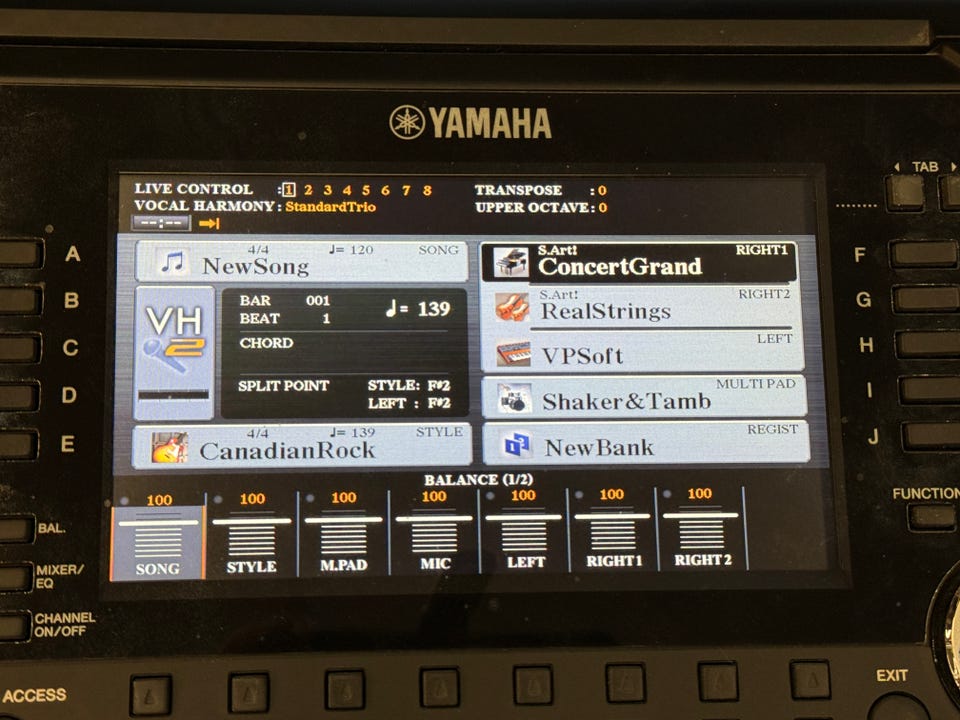 YAMAHA
TAB
LIVE CONTROL :1 2 3 4 5 6 7 8
TRANSPOSE :0
VOCAL HARMONY: StandardTrio
UPPER OCTAVE:0
--:--
4/4 ♩= 120 SONG
NewSong
S.Art! RIGHT1
ConcertGrand
S.Art! RIGHT2
RealStrings
LEFT
VPSoft
VH
2
BAR 001
BEAT 1
♩= 139
CHORD
SPLIT POINT STYLE: F#2
LEFT : F#2
MULTI PAD
Shaker&Tamb
4/4 ♩= 139 STYLE
CanadianRock
REGIST
NewBank
A
B
C
D
E
F
G
H
I
J
BALANCE (1/2)
100 100 100 100 100 100 100
SONG STYLE M.PAD MIC LEFT RIGHT1 RIGHT2
BAL.
MIXER/
EQ
CHANNEL
ON/OFF
FUNCTION
ACCESS
EXIT